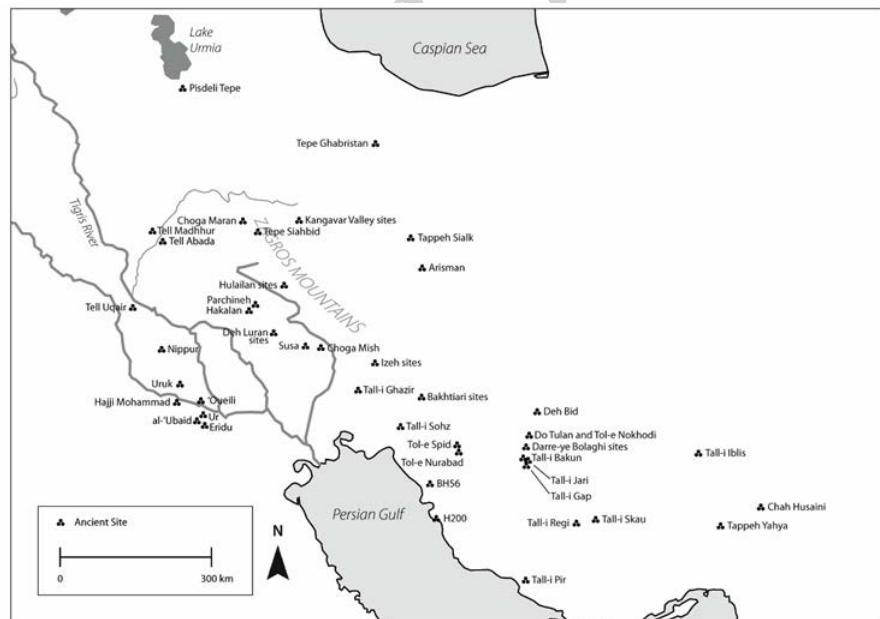 Lake
Urmia
Caspian Sea
Pisdeli Tepe
Tepe Ghabristan
Tigris River
Choga Maran
Kangavar Valley sites
Tell Madhhur
Tepe Siahbid
Tell Abada
Tappeh Sialk
ZAGROS MOUNTAINS
Arisman
Hulailan sites
Parchineh
Hakalan
Tell Uqair
Deh Luran
sites
Nippur
Susa
Choga Mish
Izeh sites
Uruk
Tall-i Ghazir
Bakhtiari sites
Hajji Mohammad
'Oueili
Ur
al-'Ubaid
Eridu
Deh Bid
Tall-i Sohz
Do Tulan and Tol-e Nokhodi
Tol-e Spid
Darre-ye Bolaghi sites
Tall-i Iblis
Tol-e Nurabad
Tall-i Bakun
BH56
Tall-i Jari
Tall-i Gap
Persian Gulf
Chah Husaini
H200
Tall-i Regi
Tall-i Skau
Tappeh Yahya
Ancient Site
N
0
300 km
Tall-i Pir